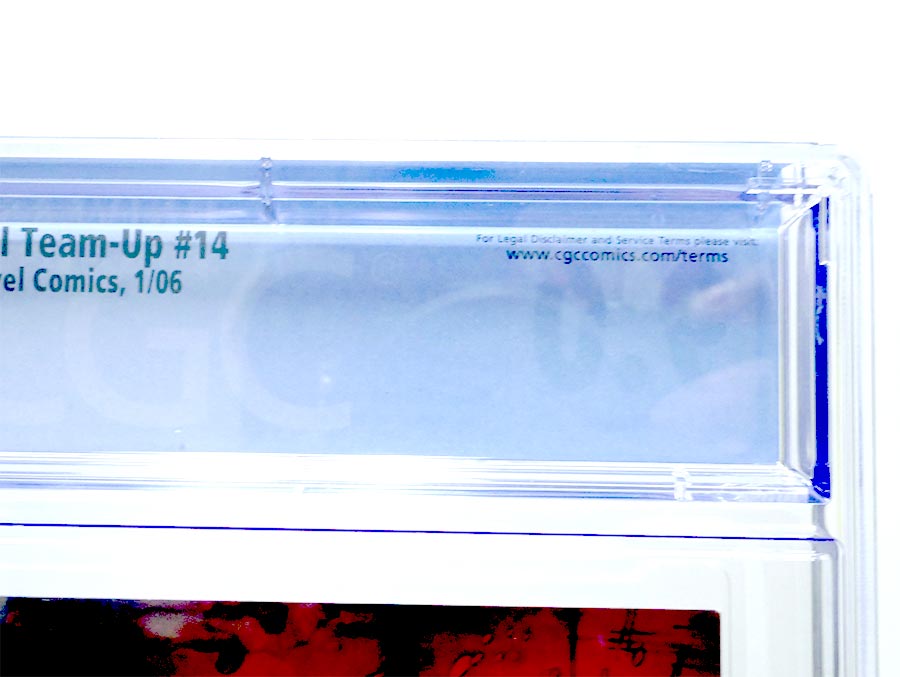 l Team-Up #14
vel Comics, 1/06
For Legal Disclaimer and Service Terms please visit:
www.cgccomics.com/terms
CGC